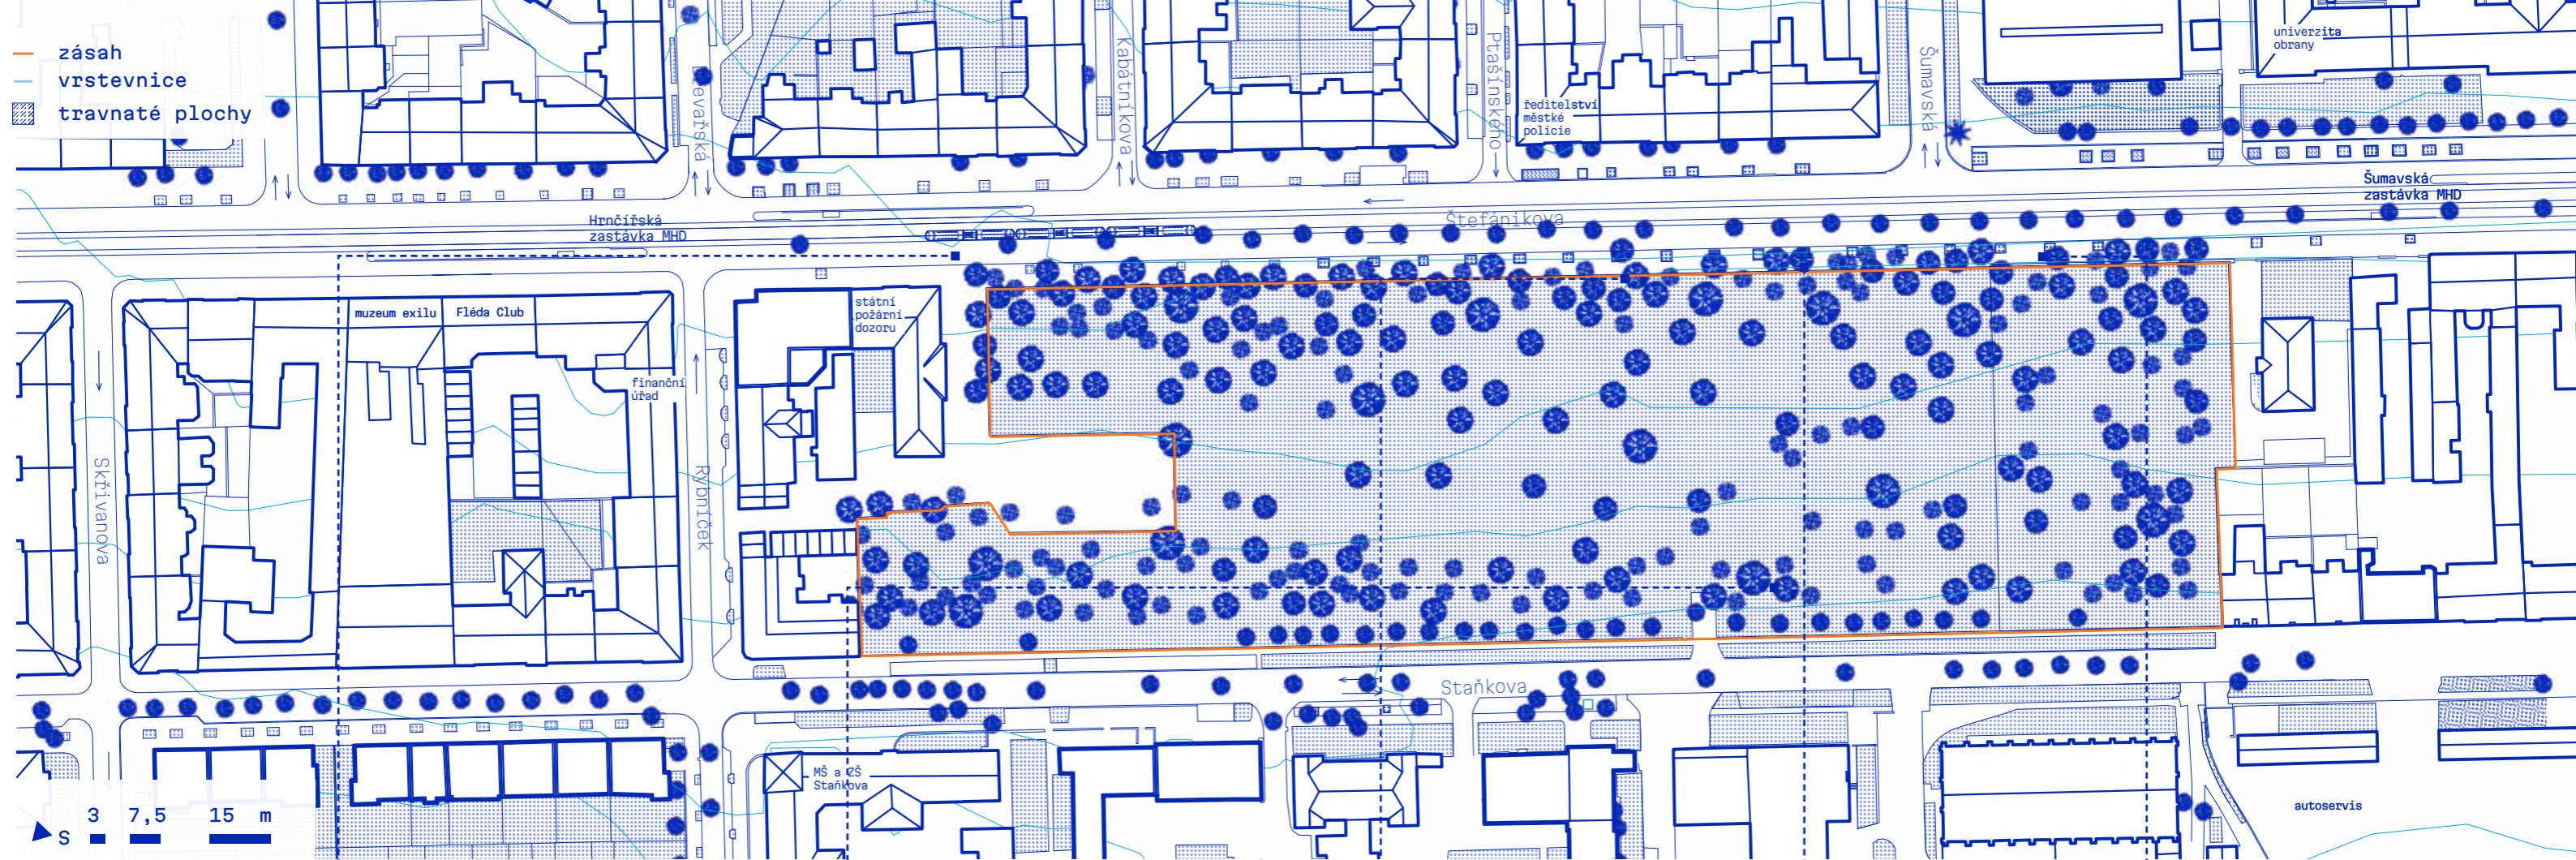 zásah
vrstevnice
travnaté plochy
Kabátníkova
Ptašínského
Šumavská
univerzita
obrany
ředitelství
městké
policie
Šumavská
zastávka MHD
Hrnčířská
zastávka MHD
Štefánikova
muzeum exilu
Fléda Club
státní
požární
dozoru
finanční
úřad
Skřivanova
Rybníček
Staňkova
MŠ a ZŠ
Staňkova
autoservis
3 7,5 15 m
S